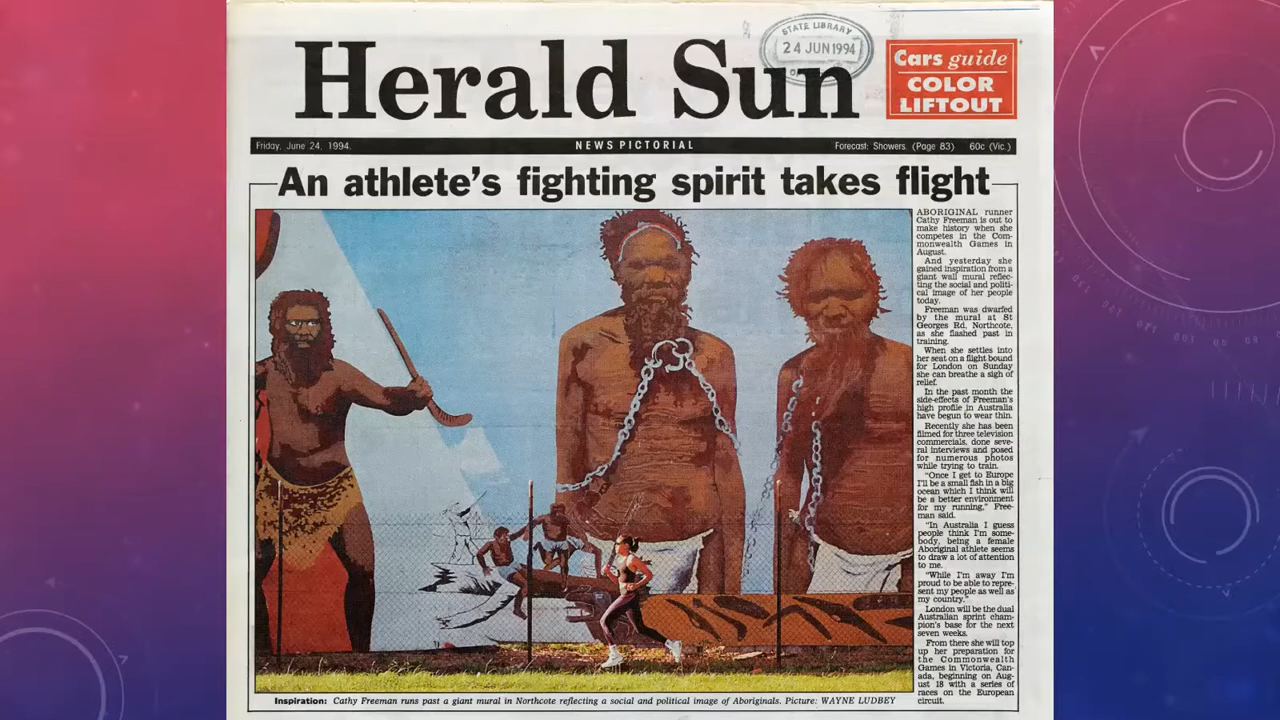 Herald Sun
STATE LIBRARY
24 JUN 1994
Cars guide
COLOR
LIFTOUT
Friday, June 24, 1994.
NEWS PICTORIAL
Forecast: Showers. (Page 83) 60c (Vic.)
An athlete's fighting spirit takes flight
ABORIGINAL runner
Cathy Freeman is out to
make history when she
competes in the Com-
monwealth Games in
August.
And yesterday she
gained inspiration from a
giant wall mural reflec-
ting the social and politi-
cal image of her people
today.
Freeman was dwarfed
by the mural at St
Georges Rd, Northcote,
as she flashed past in
training.
When she settles into
her seat on a flight bound
for London on Sunday
she can breathe a sigh of
relief.
In the past month the
side-effects of Freeman's
high profile in Australia
have begun to wear thin.
Recently she has been
filmed for three television
commercials, done seve-
ral interviews and posed
for numerous photos
while trying to train.
"Once I get to Europe
I'll be a small fish in a big
ocean which I think will
be a better environment
for my running," Free-
man said.
"In Australia I guess
people think I'm some-
body, being a female
Aboriginal athlete seems
to draw a lot of attention
to me.
"While I'm away I'm
proud to be able to repre-
sent my people as well as
my country."
London will be the dual
Australian sprint cham-
pion's base for the next
seven weeks.
From there she will top
up her preparation for
the Commonwealth
Games in Victoria, Can-
ada, beginning on Aug-
ust 18 with a series of
races on the European
circuit.
Inspiration: Cathy Freeman runs past a giant mural in Northcote reflecting a social and political image of Aboriginals. Picture: WAYNE LUDBEY